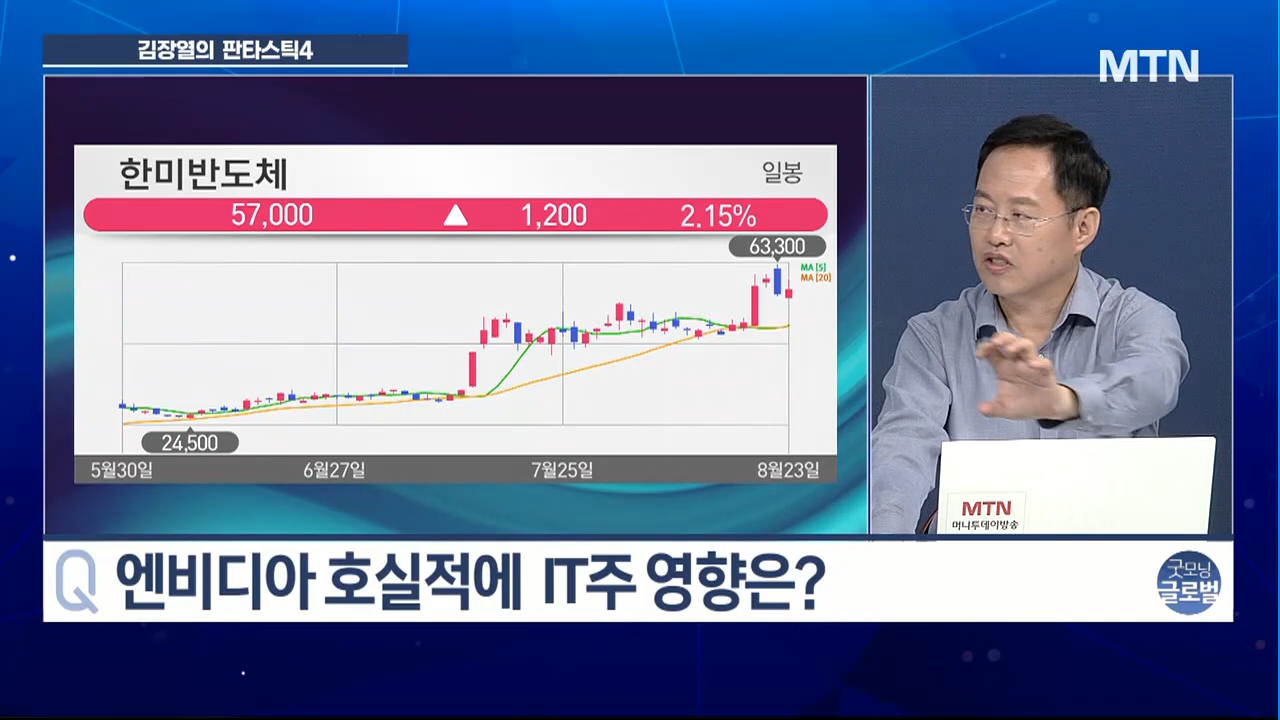 김장열의 판타스틱4
MTN
한미반도체
일봉
57,000 ▲ 1,200 2.15%
63,300
MA [5]
MA [20]
24,500
5월30일 6월27일 7월25일 8월23일
MTN
머니투데이방송
Q 엔비디아 호실적에 IT주 영향은?
굿모닝
글로벌